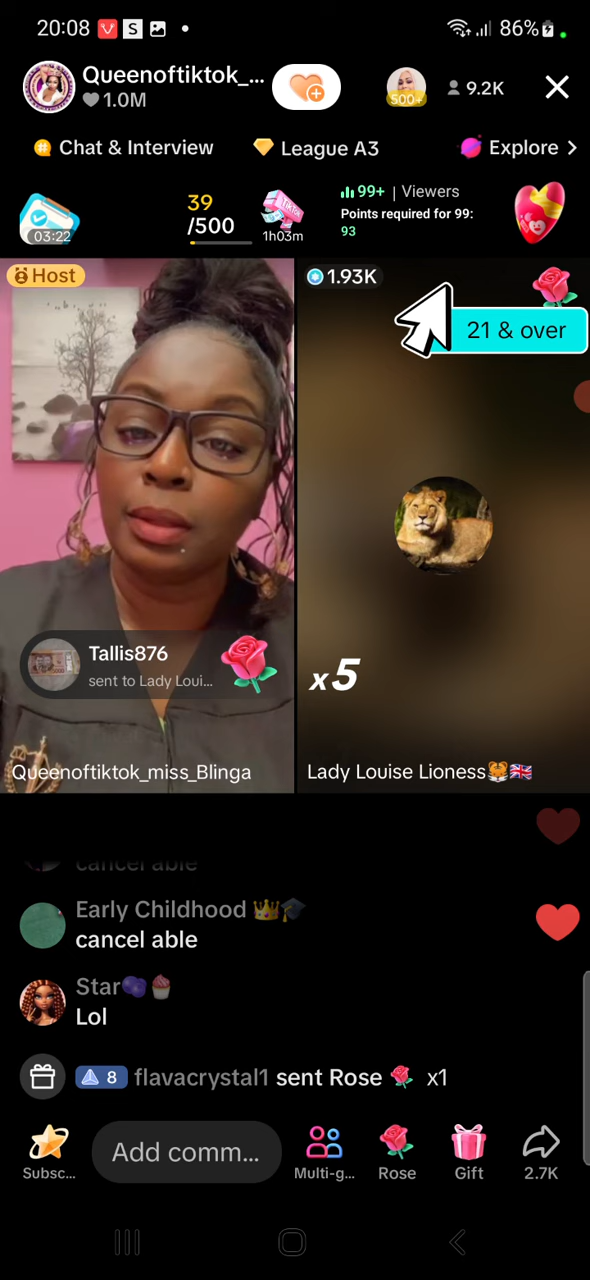 20:08
S
86%
Queenoftiktok_...
1.0M
500+
9.2K
Chat & Interview
League A3
Explore
03:22
39
/500
TIKTOK
1h03m
99+ | Viewers
Points required for 99:
93
Host
1.93K
21 & over
Tallis876
sent to Lady Loui...
x5
Queenoftiktok_miss_Blinga
Lady Louise Lioness🐯🇬🇧
cancel able
Early Childhood 👑🎓
cancel able
Star🫐🧁
Lol
8 flavacrystal1 sent Rose 🌹 x1
Subsc...
Add comm...
Multi-g...
Rose
Gift
2.7K